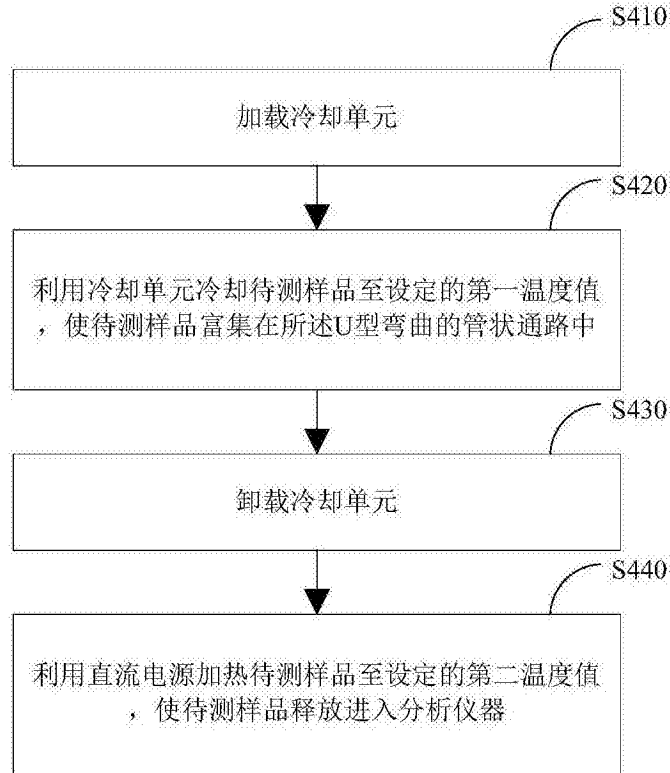 S410
加载冷却单元
S420
利用冷却单元冷却待测样品至设定的第一温度值
，使待测样品富集在所述U型弯曲的管状通路中
S430
卸载冷却单元
S440
利用直流电源加热待测样品至设定的第二温度值
，使待测样品释放进入分析仪器